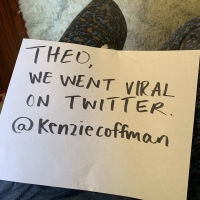 THEO,
WE WENT VIRAL
ON TWITTER.
@Kenziecoffman